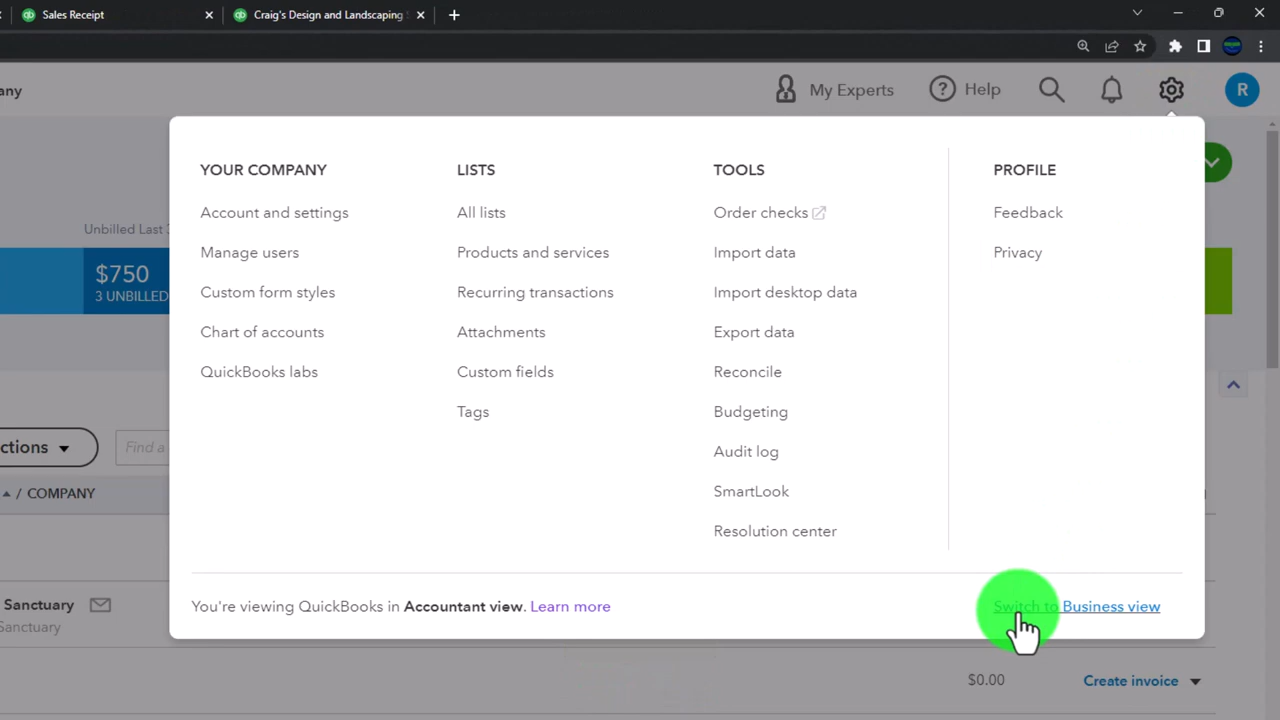 Sales Receipt
Craig's Design and Landscaping
any
My Experts
Help
R
YOUR COMPANY
Account and settings
Manage users
Custom form styles
Chart of accounts
QuickBooks labs
LISTS
All lists
Products and services
Recurring transactions
Attachments
Custom fields
Tags
TOOLS
Order checks
Import data
Import desktop data
Export data
Reconcile
Budgeting
Audit log
SmartLook
Resolution center
PROFILE
Feedback
Privacy
You're viewing QuickBooks in Accountant view. Learn more
Switch to Business view
Unbilled Last
$750
3 UNBILLED
ctions
Find a
/ COMPANY
Sanctuary
Sanctuary
$0.00
Create invoice